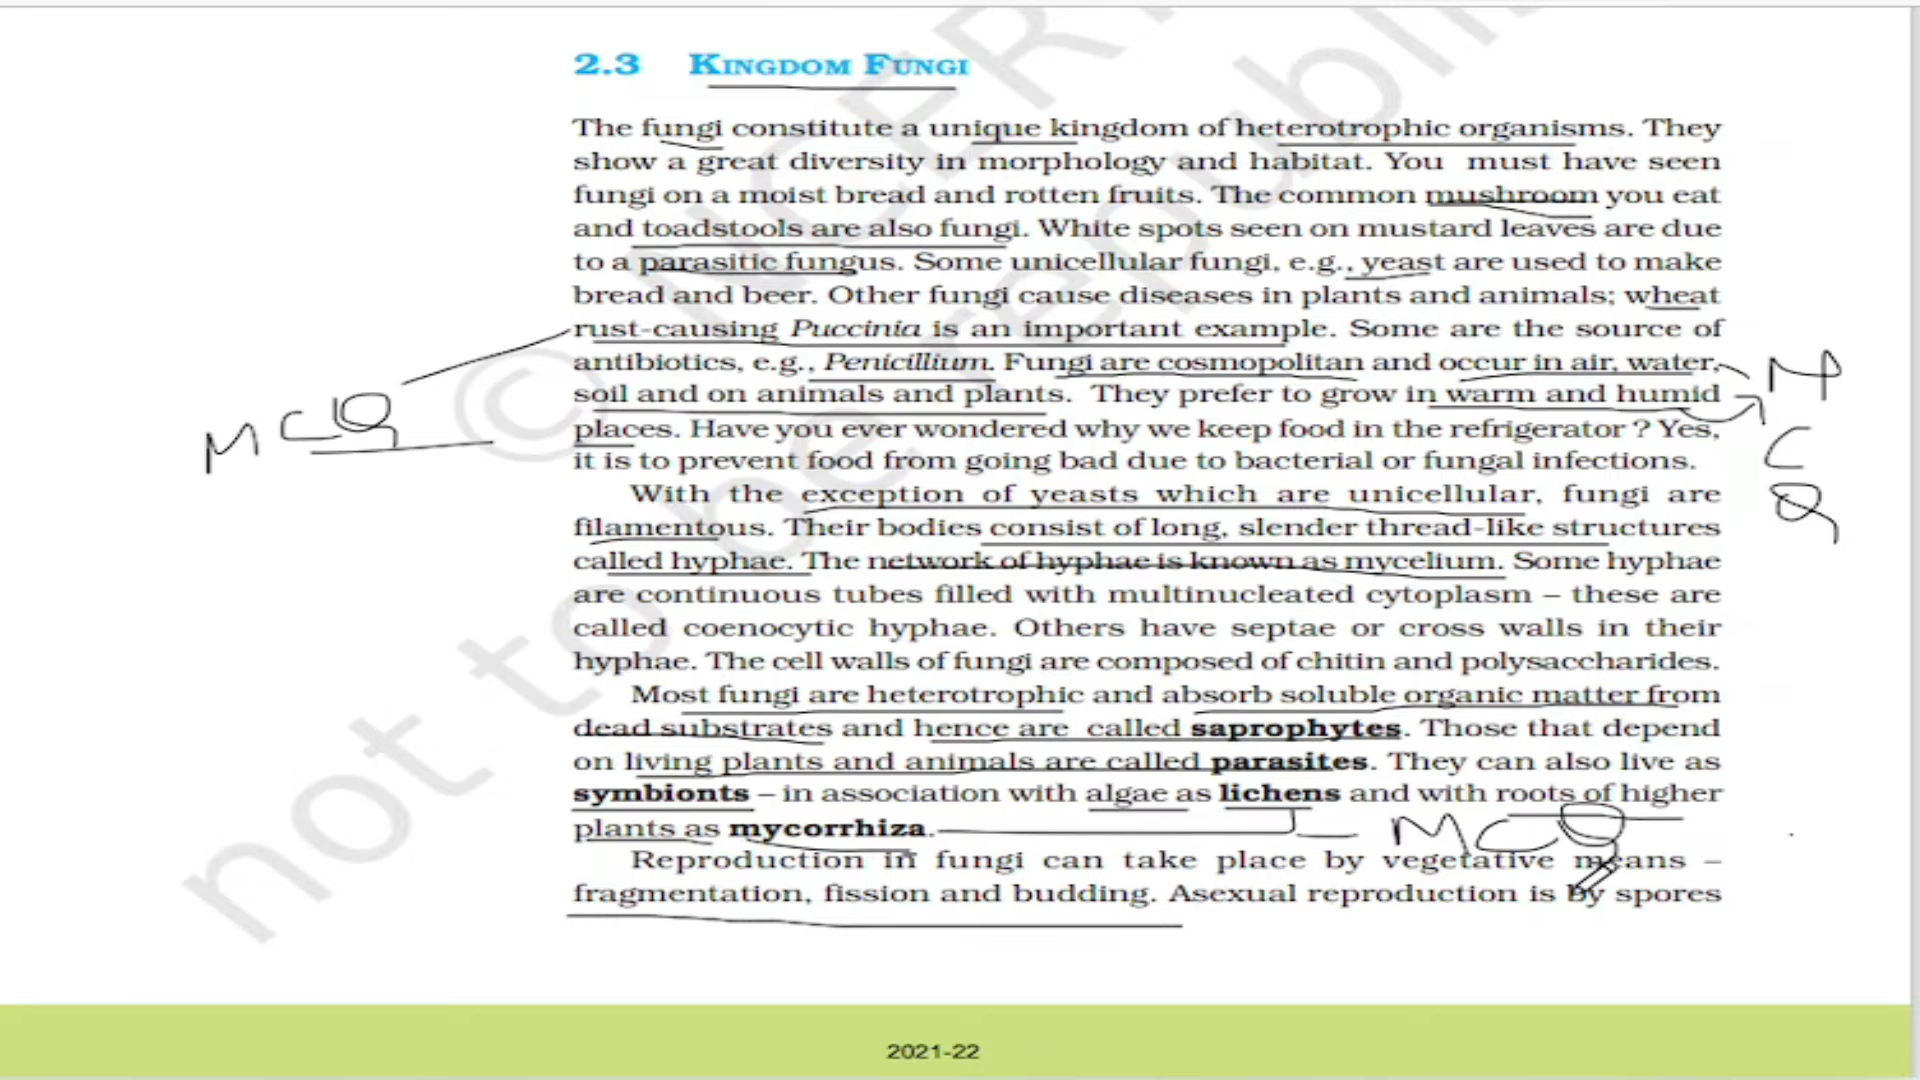 2.3 KINGDOM FUNGI
The fungi constitute a unique kingdom of heterotrophic organisms. They
show a great diversity in morphology and habitat. You must have seen
fungi on a moist bread and rotten fruits. The common mushroom you eat
and toadstools are also fungi. White spots seen on mustard leaves are due
to a parasitic fungus. Some unicellular fungi, e.g., yeast are used to make
bread and beer. Other fungi cause diseases in plants and animals; wheat
rust-causing Puccinia is an important example. Some are the source of
antibiotics, e.g., Penicillium. Fungi are cosmopolitan and occur in air, water,
soil and on animals and plants. They prefer to grow in warm and humid
places. Have you ever wondered why we keep food in the refrigerator ? Yes,
it is to prevent food from going bad due to bacterial or fungal infections.
With the exception of yeasts which are unicellular, fungi are
filamentous. Their bodies consist of long, slender thread-like structures
called hyphae. The network of hyphae is known as mycelium. Some hyphae
are continuous tubes filled with multinucleated cytoplasm – these are
called coenocytic hyphae. Others have septae or cross walls in their
hyphae. The cell walls of fungi are composed of chitin and polysaccharides.
Most fungi are heterotrophic and absorb soluble organic matter from
dead substrates and hence are called saprophytes. Those that depend
on living plants and animals are called parasites. They can also live as
symbionts – in association with algae as lichens and with roots of higher
plants as mycorrhiza.
Reproduction in fungi can take place by vegetative means –
fragmentation, fission and budding. Asexual reproduction is by spores
MCQ
M
C
Q
MCQ
© NCERT
not to be republi
2021-22